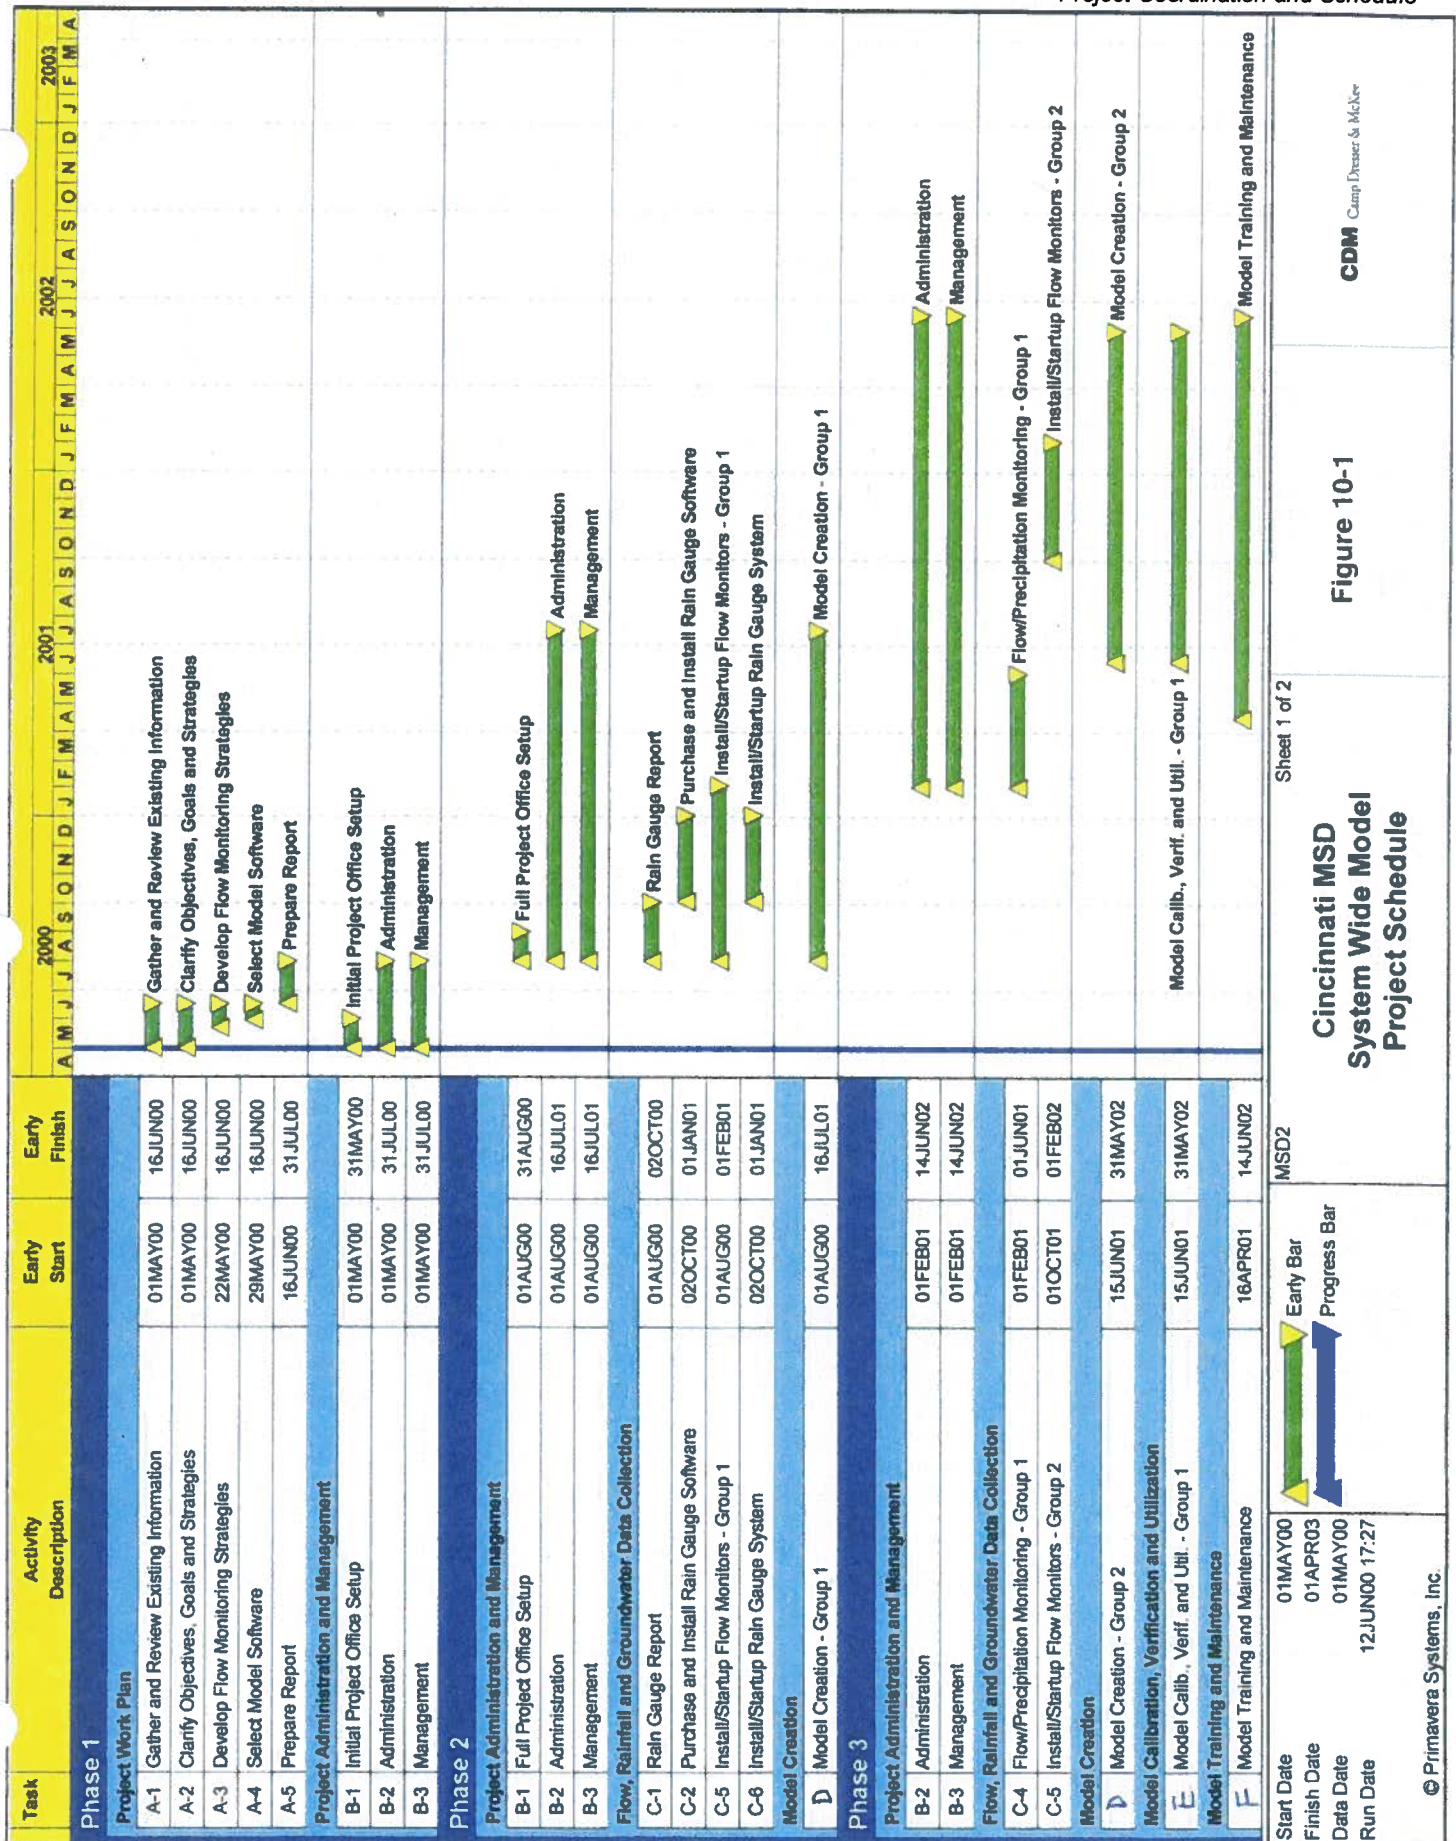 Project Coordination and Schedule
Task Activity Description Early Start Early Finish
2000 2001 2002 2003
A M J J A S O N D J F M A M J J A S O N D J F M A M J J A S O N D J F M A
Phase 1
Project Work Plan
A-1 Gather and Review Existing Information 01MAY00 16JUN00 Gather and Review Existing Information
A-2 Clarify Objectives, Goals and Strategies 01MAY00 16JUN00 Clarify Objectives, Goals and Strategies
A-3 Develop Flow Monitoring Strategies 22MAY00 16JUN00 Develop Flow Monitoring Strategies
A-4 Select Model Software 29MAY00 16JUN00 Select Model Software
A-5 Prepare Report 16JUN00 31JUL00 Prepare Report
Project Administration and Management
B-1 Initial Project Office Setup 01MAY00 31MAY00 Initial Project Office Setup
B-2 Administration 01MAY00 31JUL00 Administration
B-3 Management 01MAY00 31JUL00 Management
Phase 2
Project Administration and Management
B-1 Full Project Office Setup 01AUG00 31AUG00 Full Project Office Setup
B-2 Administration 01AUG00 16JUL01 Administration
B-3 Management 01AUG00 16JUL01 Management
Flow, Rainfall and Groundwater Data Collection
C-1 Rain Gauge Report 01AUG00 02OCT00 Rain Gauge Report
C-2 Purchase and Install Rain Gauge Software 02OCT00 01JAN01 Purchase and Install Rain Gauge Software
C-5 Install/Startup Flow Monitors - Group 1 01AUG00 01FEB01 Install/Startup Flow Monitors - Group 1
C-6 Install/Startup Rain Gauge System 02OCT00 01JAN01 Install/Startup Rain Gauge System
Model Creation
D Model Creation - Group 1 01AUG00 16JUL01 Model Creation - Group 1
Phase 3
Project Administration and Management
B-2 Administration 01FEB01 14JUN02 Administration
B-3 Management 01FEB01 14JUN02 Management
Flow, Rainfall and Groundwater Data Collection
C-4 Flow/Precipitation Monitoring - Group 1 01FEB01 01JUN01 Flow/Precipitation Monitoring - Group 1
C-5 Install/Startup Flow Monitors - Group 2 01OCT01 01FEB02 Install/Startup Flow Monitors - Group 2
Model Creation
D Model Creation - Group 2 15JUN01 31MAY02 Model Creation - Group 2
Model Calibration, Verification and Utilization
E Model Calib., Verif. and Util. - Group 1 15JUN01 31MAY02 Model Calib., Verif. and Util. - Group 1
Model Training and Maintenance
F Model Training and Maintenance 16APR01 14JUN02 Model Training and Maintenance
Start Date 01MAY00
Finish Date 01APR03
Data Date 01MAY00
Run Date 12JUN00 17:27
© Primavera Systems, Inc.
Early Bar
Progress Bar
MSD2
Sheet 1 of 2
Cincinnati MSD
System Wide Model
Project Schedule
Figure 10-1
CDM Camp Dresser & McKee